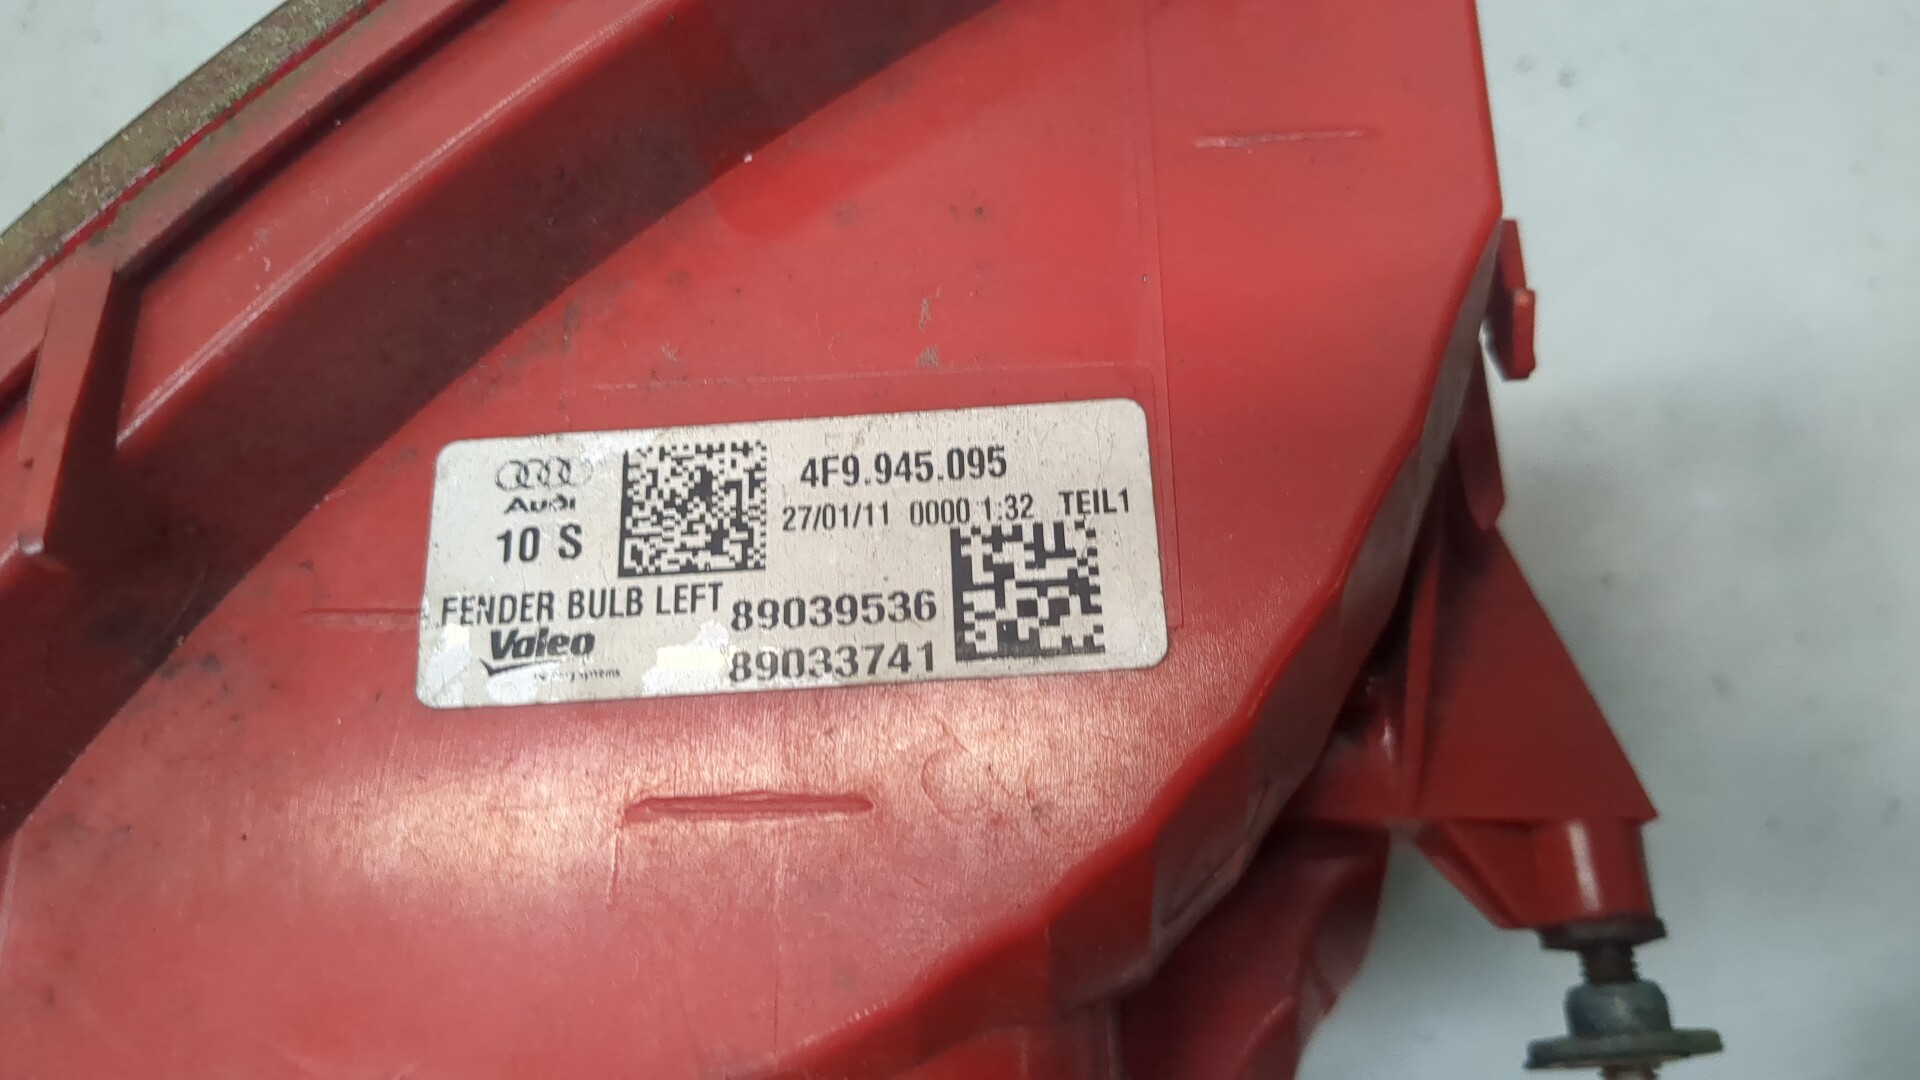 Audi
10 S
4F9.945.095
27/01/11 0000 1:32 TEIL1
FENDER BULB LEFT
Valeo
89039536
89033741